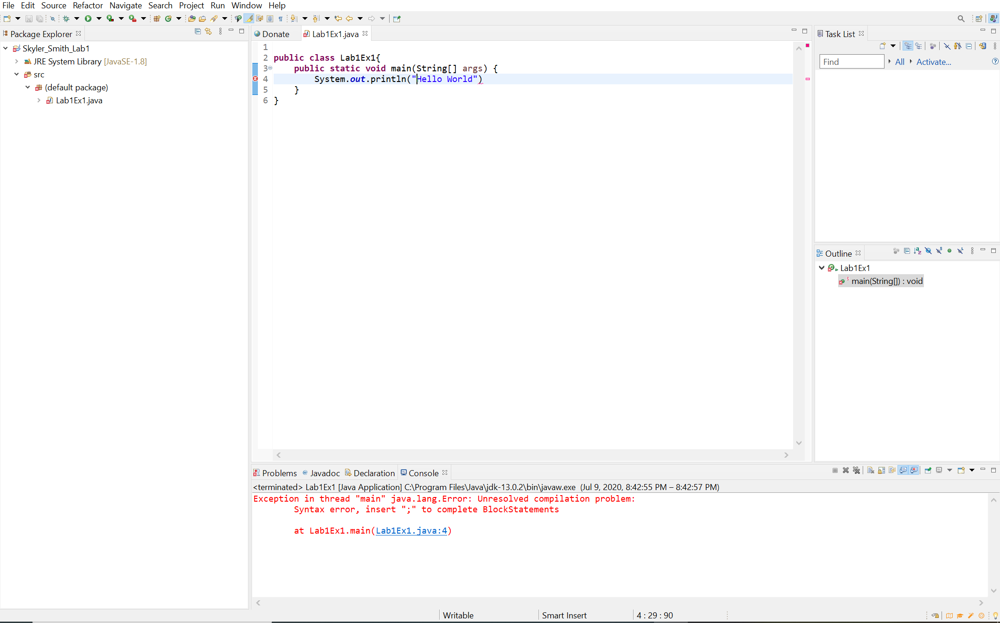 File Edit Source Refactor Navigate Search Project Run Window Help
Package Explorer
Skyler_Smith_Lab1
JRE System Library [JavaSE-1.8]
src
(default package)
Lab1Ex1.java
Donate Lab1Ex1.java
1
2 public class Lab1Ex1{
3 public static void main(String[] args) {
4 System.out.println("Hello World")
5 }
6 }
Task List
Find All Activate...
Outline
Lab1Ex1
main(String[]) : void
Problems @ Javadoc Declaration Console
<terminated> Lab1Ex1 [Java Application] C:\Program Files\Java\jdk-13.0.2\bin\javaw.exe (Jul 9, 2020, 8:42:55 PM – 8:42:57 PM)
Exception in thread "main" java.lang.Error: Unresolved compilation problem:
Syntax error, insert ";" to complete BlockStatements
at Lab1Ex1.main(Lab1Ex1.java:4)
Writable Smart Insert 4 : 29 : 90